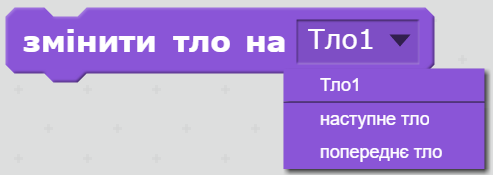 змінити тло на Тло1
Тло1
наступне тло
попереднє тло